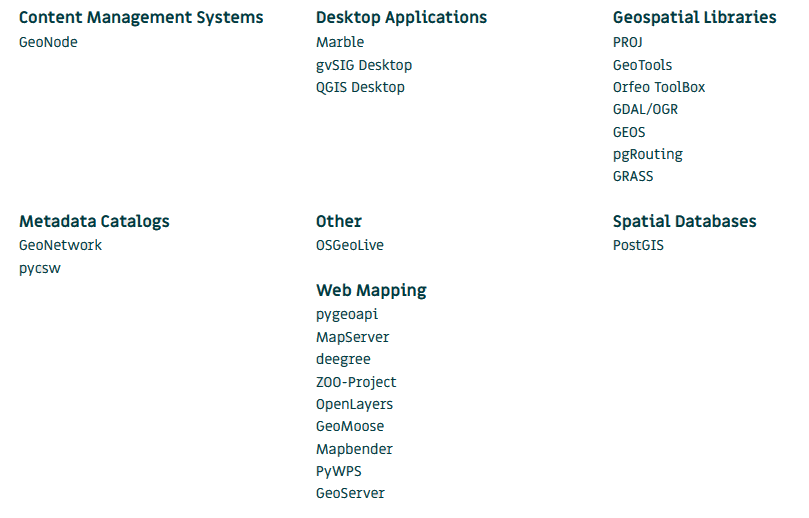 Content Management Systems
GeoNode
Desktop Applications
Marble
gvSIG Desktop
QGIS Desktop
Geospatial Libraries
PROJ
GeoTools
Orfeo ToolBox
GDAL/OGR
GEOS
pgRouting
GRASS
Metadata Catalogs
GeoNetwork
pycsw
Other
OSGeoLive
Spatial Databases
PostGIS
Web Mapping
pygeoapi
MapServer
deegree
ZOO-Project
OpenLayers
GeoMoose
Mapbender
PyWPS
GeoServer